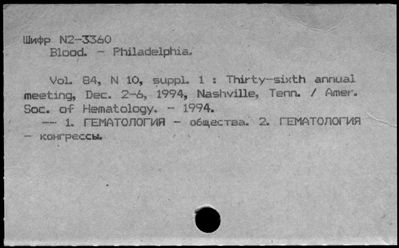 Шифр N2-3360
Blood. - Philadelphia.
Vol. 84, N 10, suppl. 1 : Thirty-sixth annual
meeting, Dec. 2-6, 1994, Nashville, Tenn. / Amer.
Soc. of Hematology. - 1994.
-- 1. ГЕМАТОЛОГИЯ - общества. 2. ГЕМАТОЛОГИЯ
- конгрессы.